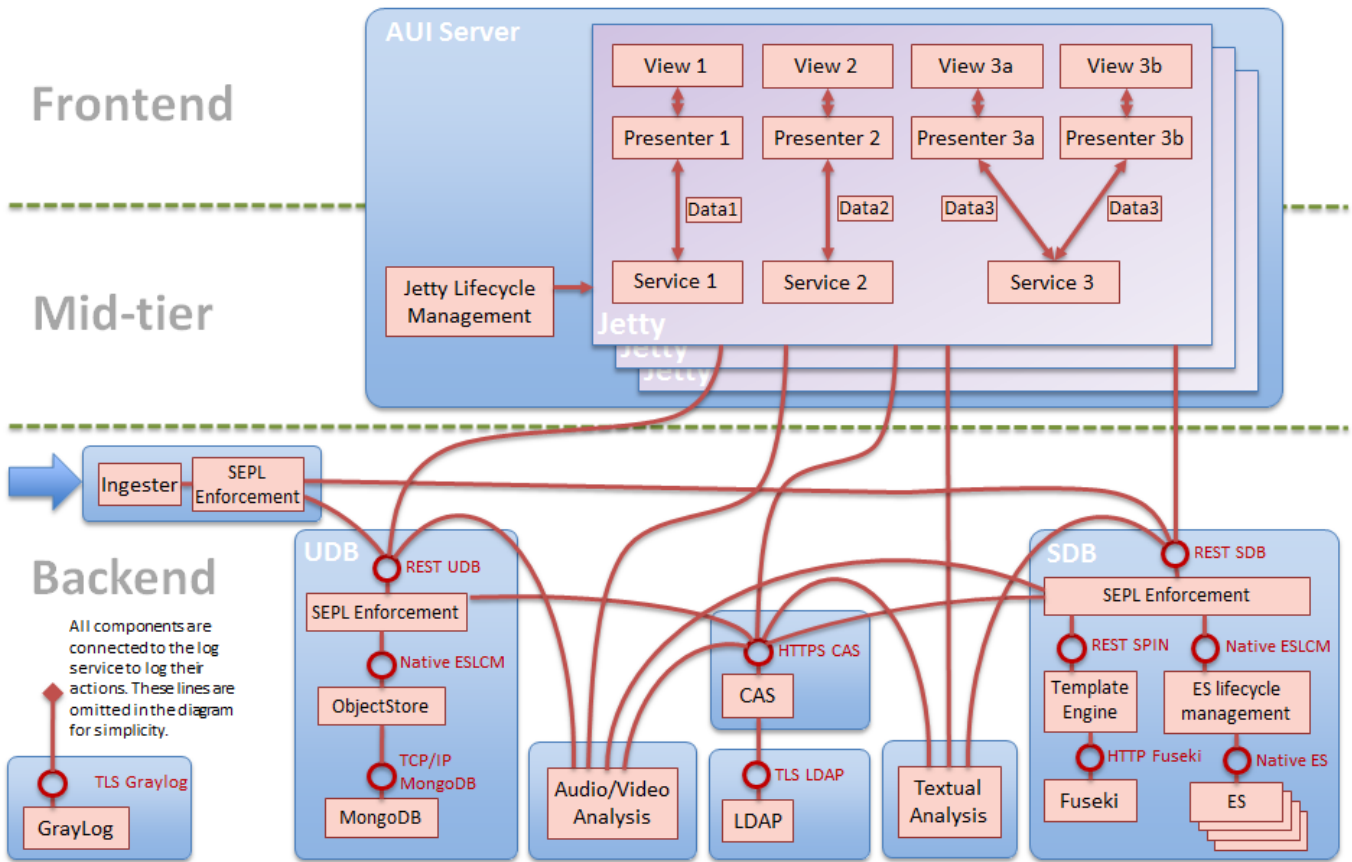 AUI Server
Frontend
View 1
View 2
View 3a
View 3b
Presenter 1
Presenter 2
Presenter 3a
Presenter 3b
Data1
Data2
Data3
Data3
Mid-tier
Jetty Lifecycle
Management
Service 1
Service 2
Service 3
Jetty
Jetty
Jetty
Ingester
SEPL
Enforcement
Backend
All components are
connected to the log
service to log their
actions. These lines are
omitted in the diagram
for simplicity.
TLS Graylog
GrayLog
UDB
REST UDB
SEPL Enforcement
Native ESLCM
ObjectStore
TCP/IP
MongoDB
MongoDB
Audio/Video
Analysis
HTTPS CAS
CAS
TLS LDAP
LDAP
Textual
Analysis
SDB
REST SDB
SEPL Enforcement
REST SPIN
Native ESLCM
Template
Engine
ES lifecycle
management
HTTP Fuseki
Native ES
Fuseki
ES